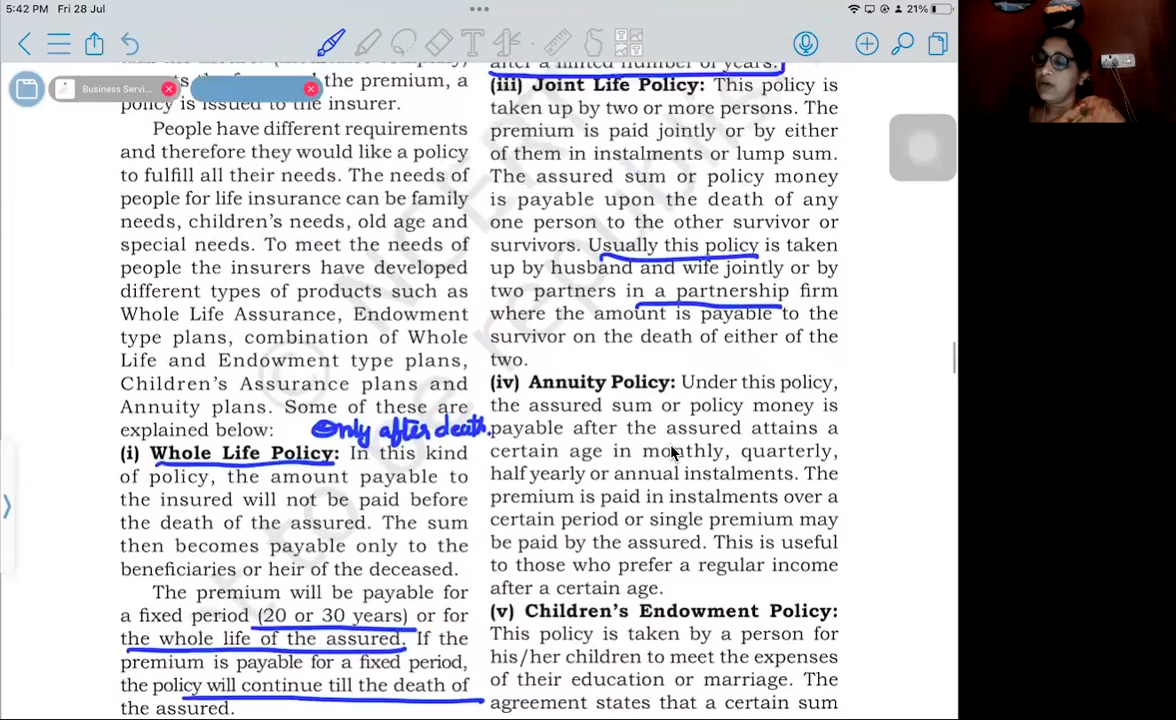 5:42 PM Fri 28 Jul
21%
Business Servi...
the premium, a
policy is issued to the insurer.
People have different requirements
and therefore they would like a policy
to fulfill all their needs. The needs of
people for life insurance can be family
needs, children's needs, old age and
special needs. To meet the needs of
people the insurers have developed
different types of products such as
Whole Life Assurance, Endowment
type plans, combination of Whole
Life and Endowment type plans,
Children's Assurance plans and
Annuity plans. Some of these are
explained below:
Only after death.
(i) Whole Life Policy: In this kind
of policy, the amount payable to
the insured will not be paid before
the death of the assured. The sum
then becomes payable only to the
beneficiaries or heir of the deceased.
The premium will be payable for
a fixed period (20 or 30 years) or for
the whole life of the assured. If the
premium is payable for a fixed period,
the policy will continue till the death of
the assured.
after a limited number of years.
(iii) Joint Life Policy: This policy is
taken up by two or more persons. The
premium is paid jointly or by either
of them in instalments or lump sum.
The assured sum or policy money
is payable upon the death of any
one person to the other survivor or
survivors. Usually this policy is taken
up by husband and wife jointly or by
two partners in a partnership firm
where the amount is payable to the
survivor on the death of either of the
two.
(iv) Annuity Policy: Under this policy,
the assured sum or policy money is
payable after the assured attains a
certain age in monthly, quarterly,
half yearly or annual instalments. The
premium is paid in instalments over a
certain period or single premium may
be paid by the assured. This is useful
to those who prefer a regular income
after a certain age.
(v) Children's Endowment Policy:
This policy is taken by a person for
his/her children to meet the expenses
of their education or marriage. The
agreement states that a certain sum
© NCERT
republis